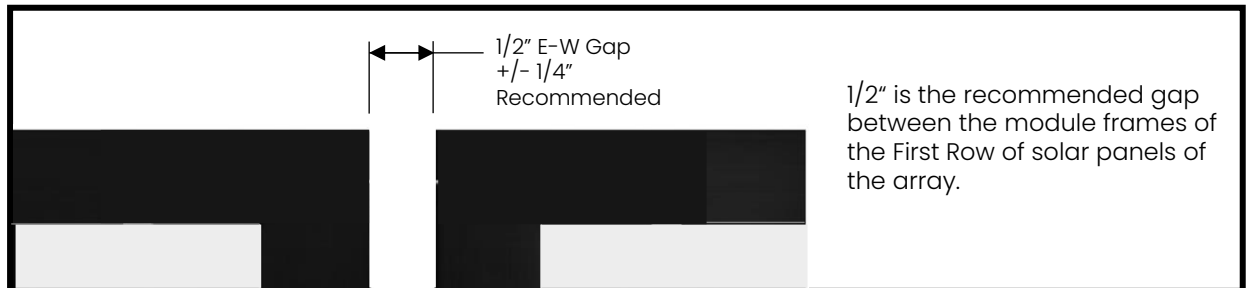 1/2” E-W Gap
+/- 1/4”
Recommended
1/2“ is the recommended gap
between the module frames of
the First Row of solar panels of
the array.